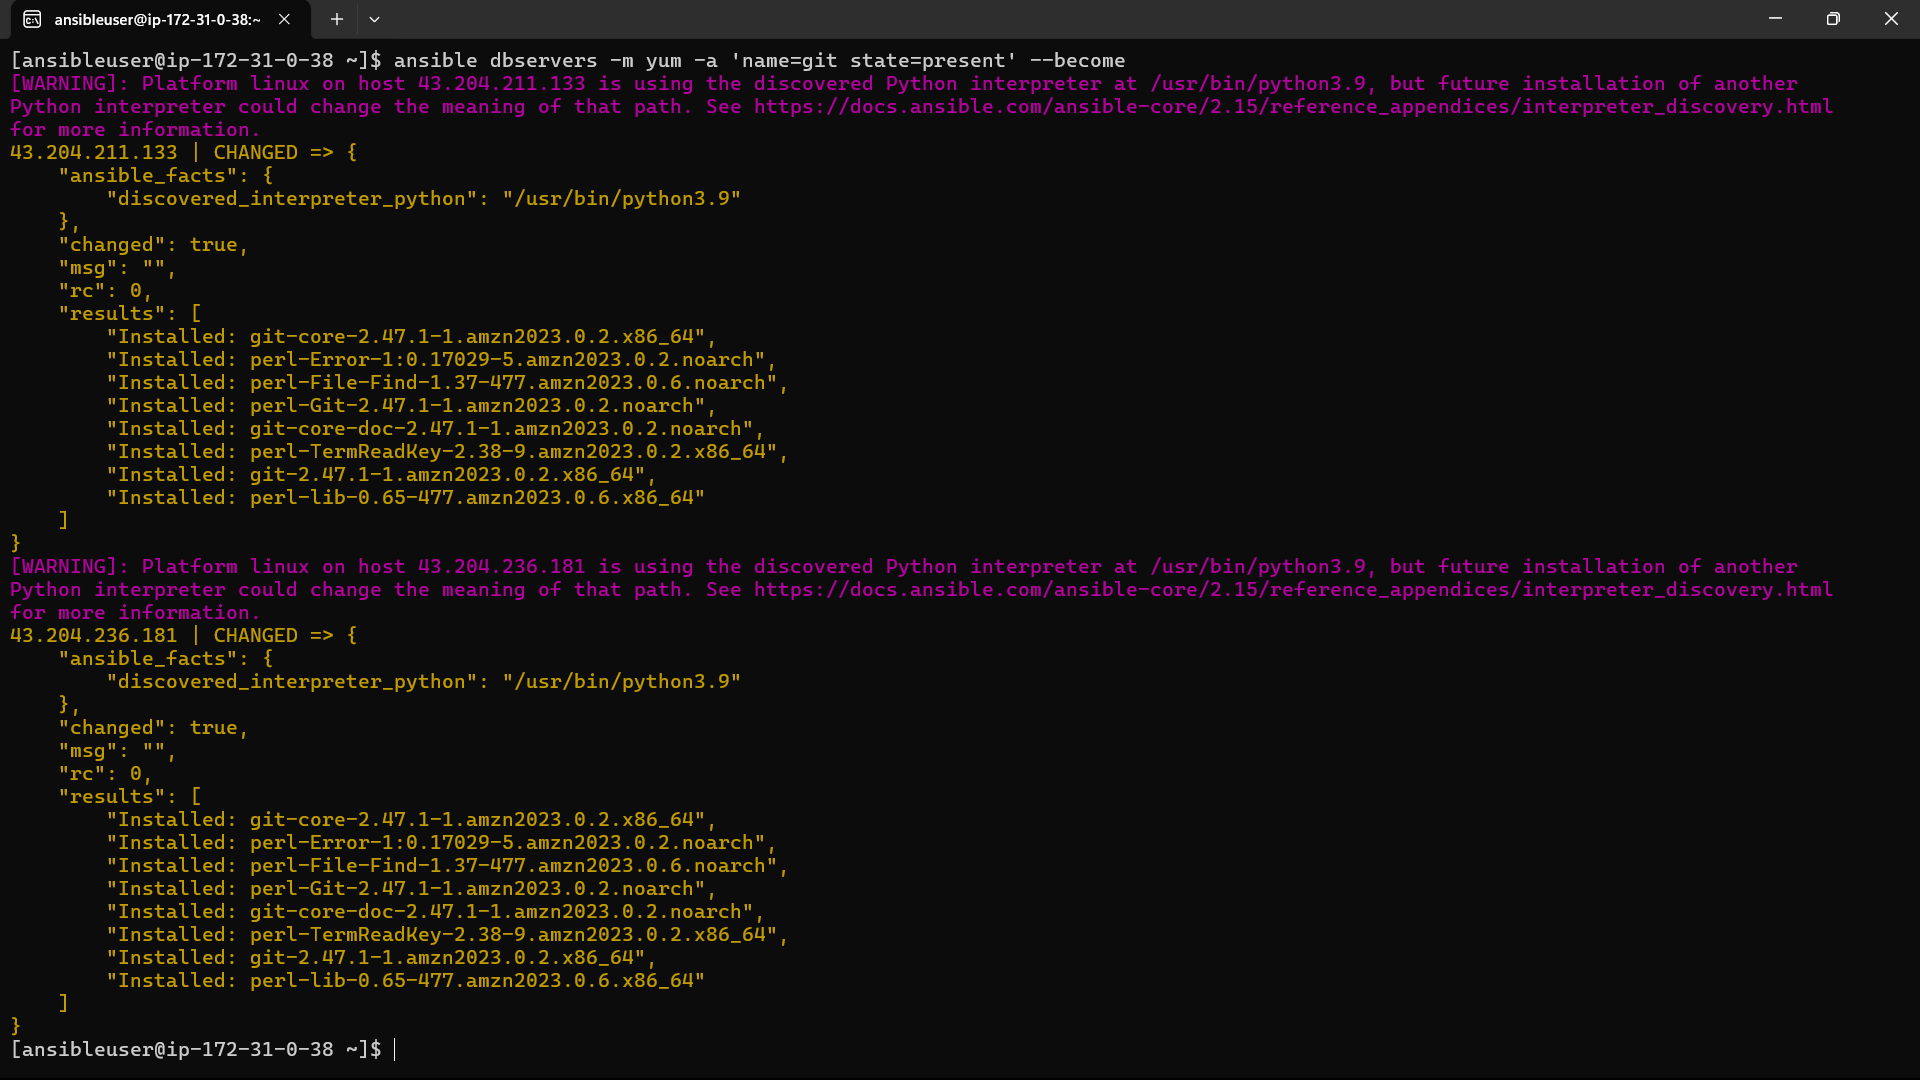 ansibleuser@ip-172-31-0-38:~
[ansibleuser@ip-172-31-0-38 ~]$ ansible dbservers -m yum -a 'name=git state=present' --become
[WARNING]: Platform linux on host 43.204.211.133 is using the discovered Python interpreter at /usr/bin/python3.9, but future installation of another
Python interpreter could change the meaning of that path. See https://docs.ansible.com/ansible-core/2.15/reference_appendices/interpreter_discovery.html
for more information.
43.204.211.133 | CHANGED => {
    "ansible_facts": {
        "discovered_interpreter_python": "/usr/bin/python3.9"
    },
    "changed": true,
    "msg": "",
    "rc": 0,
    "results": [
        "Installed: git-core-2.47.1-1.amzn2023.0.2.x86_64",
        "Installed: perl-Error-1:0.17029-5.amzn2023.0.2.noarch",
        "Installed: perl-File-Find-1.37-477.amzn2023.0.6.noarch",
        "Installed: perl-Git-2.47.1-1.amzn2023.0.2.noarch",
        "Installed: git-core-doc-2.47.1-1.amzn2023.0.2.noarch",
        "Installed: perl-TermReadKey-2.38-9.amzn2023.0.2.x86_64",
        "Installed: git-2.47.1-1.amzn2023.0.2.x86_64",
        "Installed: perl-lib-0.65-477.amzn2023.0.6.x86_64"
    ]
}
[WARNING]: Platform linux on host 43.204.236.181 is using the discovered Python interpreter at /usr/bin/python3.9, but future installation of another
Python interpreter could change the meaning of that path. See https://docs.ansible.com/ansible-core/2.15/reference_appendices/interpreter_discovery.html
for more information.
43.204.236.181 | CHANGED => {
    "ansible_facts": {
        "discovered_interpreter_python": "/usr/bin/python3.9"
    },
    "changed": true,
    "msg": "",
    "rc": 0,
    "results": [
        "Installed: git-core-2.47.1-1.amzn2023.0.2.x86_64",
        "Installed: perl-Error-1:0.17029-5.amzn2023.0.2.noarch",
        "Installed: perl-File-Find-1.37-477.amzn2023.0.6.noarch",
        "Installed: perl-Git-2.47.1-1.amzn2023.0.2.noarch",
        "Installed: git-core-doc-2.47.1-1.amzn2023.0.2.noarch",
        "Installed: perl-TermReadKey-2.38-9.amzn2023.0.2.x86_64",
        "Installed: git-2.47.1-1.amzn2023.0.2.x86_64",
        "Installed: perl-lib-0.65-477.amzn2023.0.6.x86_64"
    ]
}
[ansibleuser@ip-172-31-0-38 ~]$